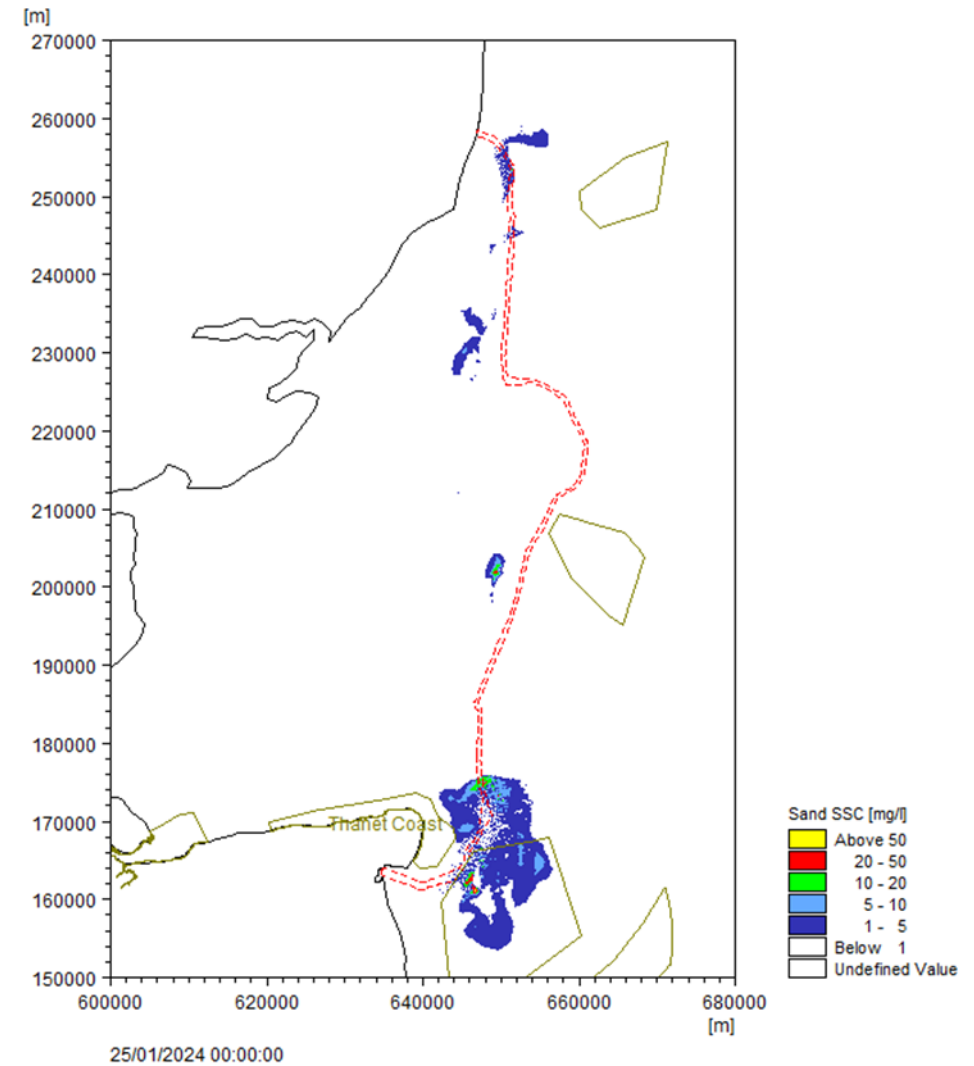 [m]
270000
260000
250000
240000
230000
220000
210000
200000
190000
180000
170000
160000
150000
600000 620000 640000 660000 680000
[m]
Thanet Coast
Sand SSC [mg/l]
Above 50
20 - 50
10 - 20
5 - 10
1 - 5
Below 1
Undefined Value
25/01/2024 00:00:00